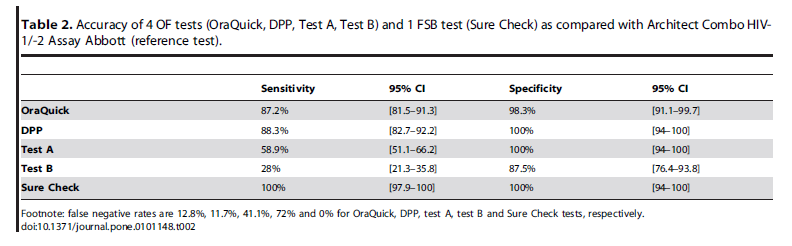 Table 2. Accuracy of 4 OF tests (OraQuick, DPP, Test A, Test B) and 1 FSB test (Sure Check) as compared with Architect Combo HIV-
1/-2 Assay Abbott (reference test).
Sensitivity 95% CI Specificity 95% CI
OraQuick 87.2% [81.5–91.3] 98.3% [91.1–99.7]
DPP 88.3% [82.7–92.2] 100% [94–100]
Test A 58.9% [51.1–66.2] 100% [94–100]
Test B 28% [21.3–35.8] 87.5% [76.4–93.8]
Sure Check 100% [97.9–100] 100% [94–100]
Footnote: false negative rates are 12.8%, 11.7%, 41.1%, 72% and 0% for OraQuick, DPP, test A, test B and Sure Check tests, respectively.
doi:10.1371/journal.pone.0101148.t002